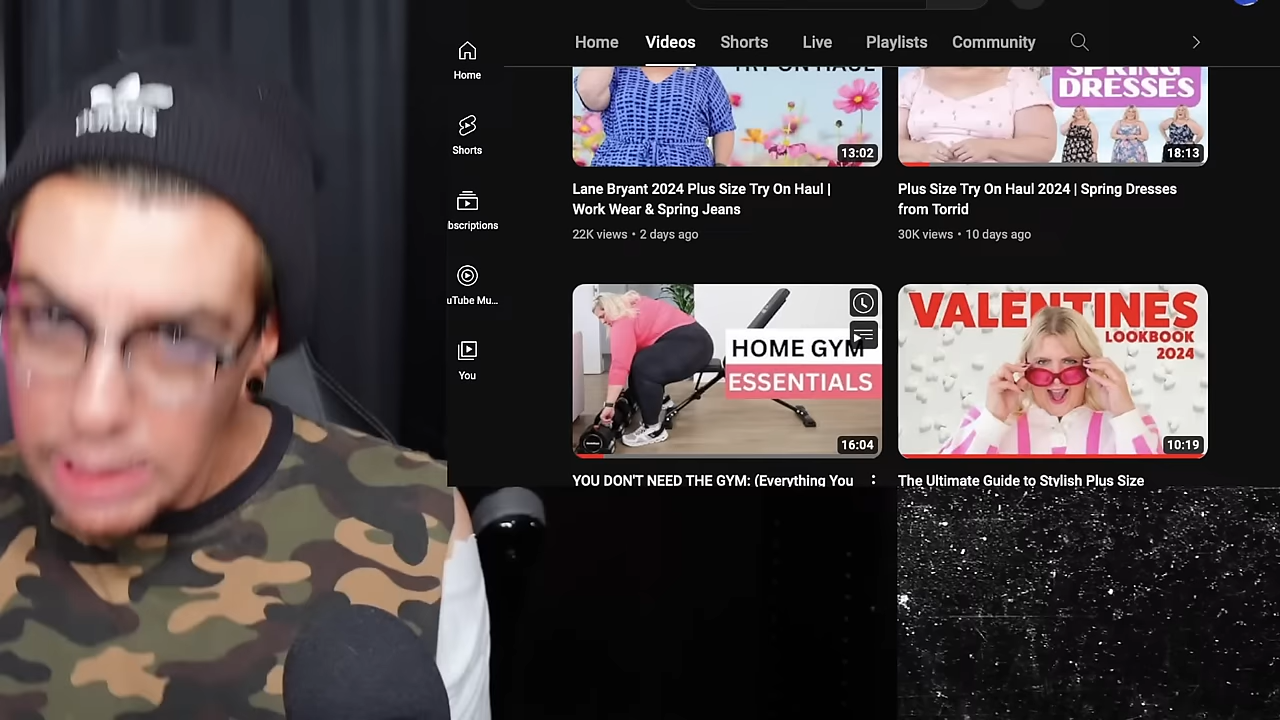 Home
Videos
Shorts
Live
Playlists
Community
Home
Shorts
bscriptions
uTube Mu...
You
TRY ON HAUL
13:02
SPRING
DRESSES
18:13
Lane Bryant 2024 Plus Size Try On Haul |
Work Wear & Spring Jeans
22K views • 2 days ago
Plus Size Try On Haul 2024 | Spring Dresses
from Torrid
30K views • 10 days ago
HOME GYM
ESSENTIALS
16:04
VALENTINES
LOOKBOOK
2024
10:19
YOU DON'T NEED THE GYM: (Everything You
The Ultimate Guide to Stylish Plus Size